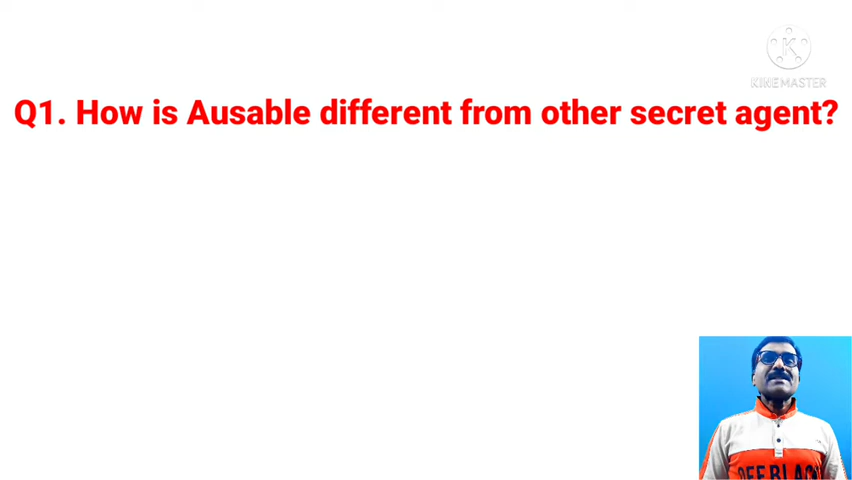 KINEMASTER
Q1. How is Ausable different from other secret agent?